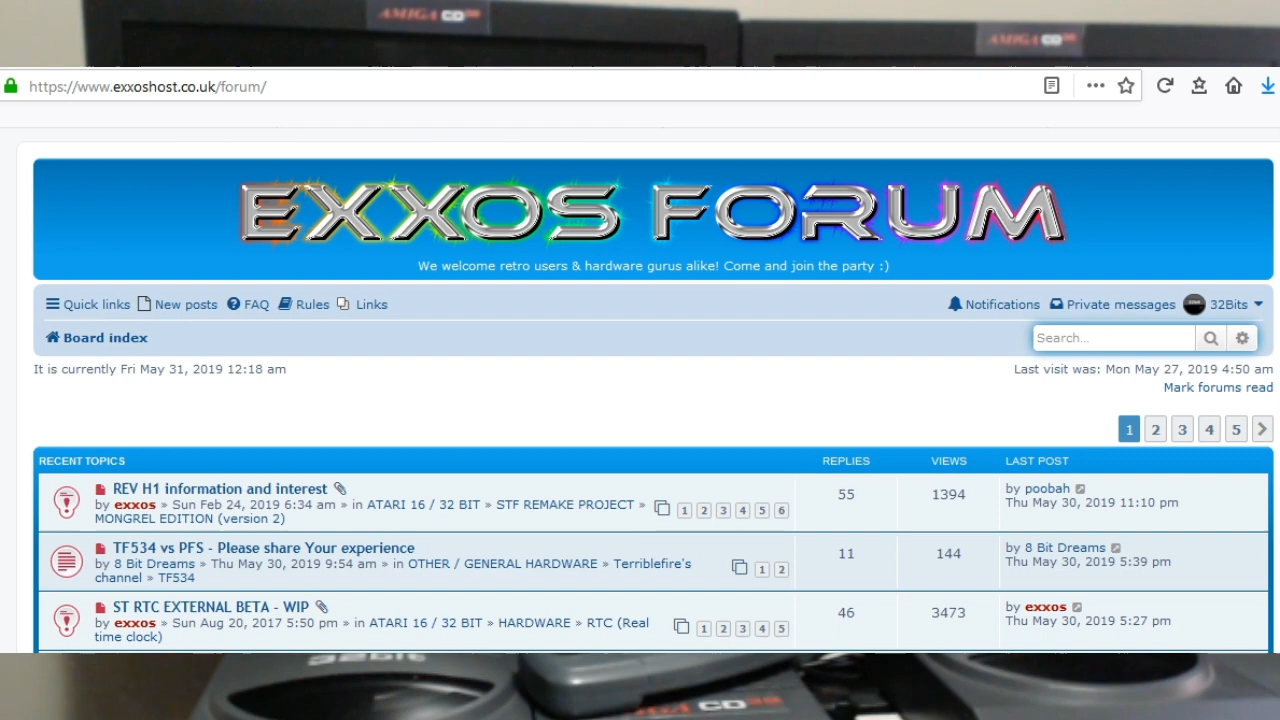 AMIGA CD32
AMIGA CD32
https://www.exxoshost.co.uk/forum/
EXXOS FORUM
We welcome retro users & hardware gurus alike! Come and join the party :)
Quick links New posts FAQ Rules Links
Notifications Private messages 32Bits
Board index
Search...
It is currently Fri May 31, 2019 12:18 am
Last visit was: Mon May 27, 2019 4:50 am
Mark forums read
1 2 3 4 5
RECENT TOPICS REPLIES VIEWS LAST POST
REV H1 information and interest
by exxos » Sun Feb 24, 2019 6:34 am » in ATARI 16 / 32 BIT » STF REMAKE PROJECT »
MONGREL EDITION (version 2)
1 2 3 4 5 6
55
1394
by poobah
Thu May 30, 2019 11:10 pm
TF534 vs PFS - Please share Your experience
by 8 Bit Dreams » Thu May 30, 2019 9:54 am » in OTHER / GENERAL HARDWARE » Terriblefire's
channel » TF534
1 2
11
144
by 8 Bit Dreams
Thu May 30, 2019 5:39 pm
ST RTC EXTERNAL BETA - WIP
by exxos » Sun Aug 20, 2017 5:50 pm » in ATARI 16 / 32 BIT » HARDWARE » RTC (Real
time clock)
1 2 3 4 5
46
3473
by exxos
Thu May 30, 2019 5:27 pm
32Bit
AMIGA CD32